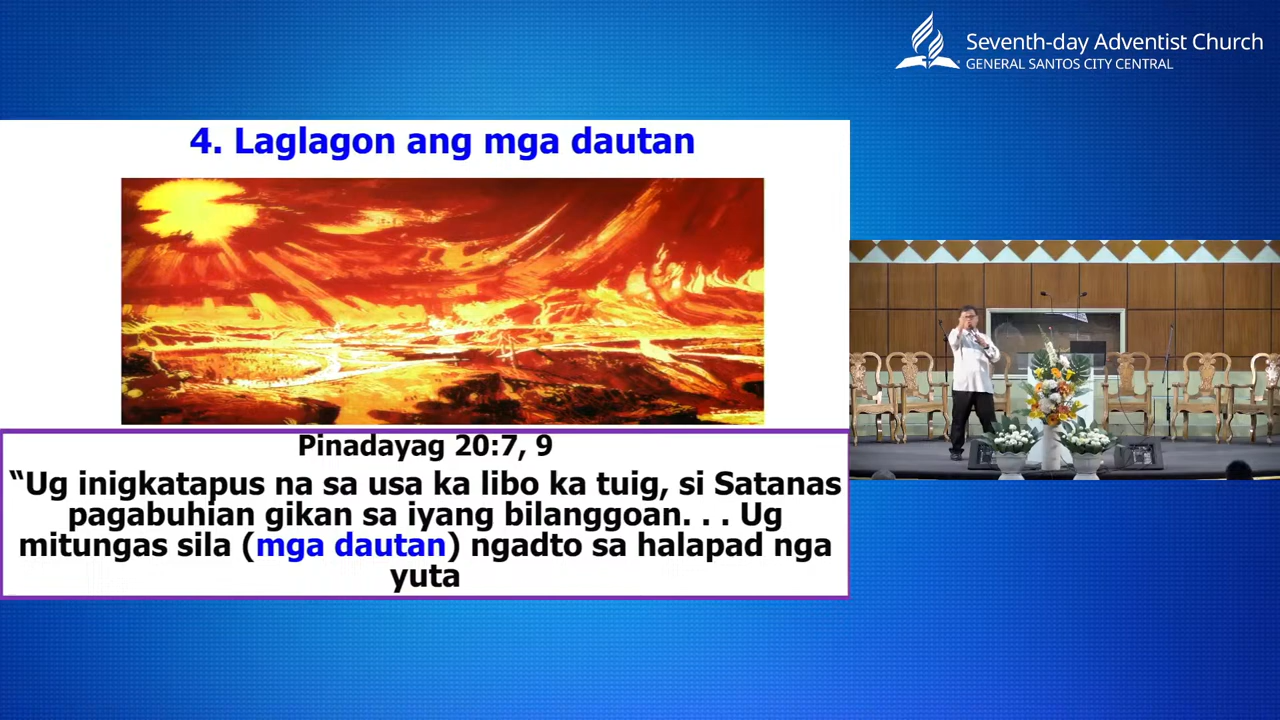 Seventh-day Adventist Church
GENERAL SANTOS CITY CENTRAL
4. Laglagon ang mga dautan
Pinadayag 20:7, 9
“Ug inigkatapus na sa usa ka libo ka tuig, si Satanas
pagabuhian gikan sa iyang bilanggoan. . . Ug
mitungas sila (mga dautan) ngadto sa halapad nga
yuta